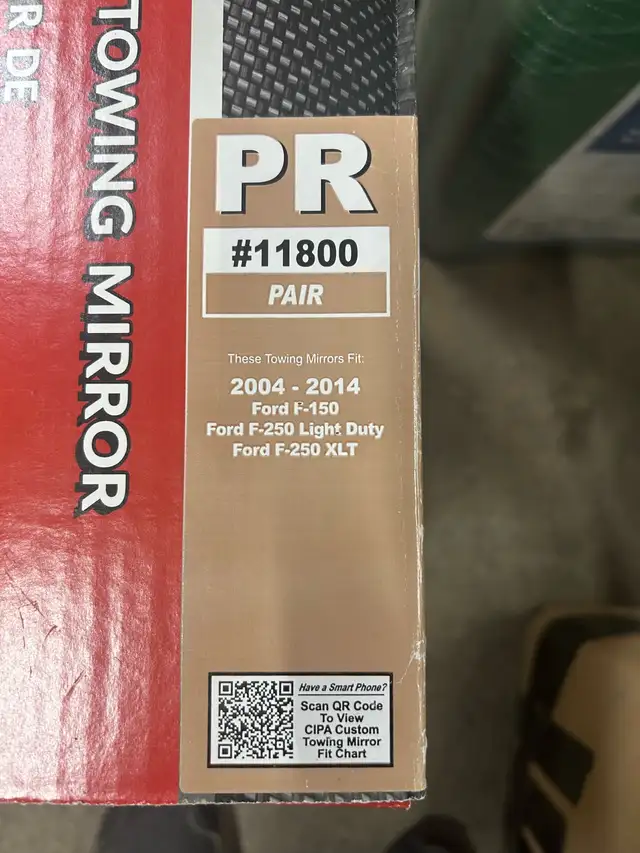 R DE
TOWING MIRROR
PR
#11800
PAIR
These Towing Mirrors Fit:
2004 - 2014
Ford F-150
Ford F-250 Light Duty
Ford F-250 XLT
Have a Smart Phone?
Scan QR Code
To View
CIPA Custom
Towing Mirror
Fit Chart